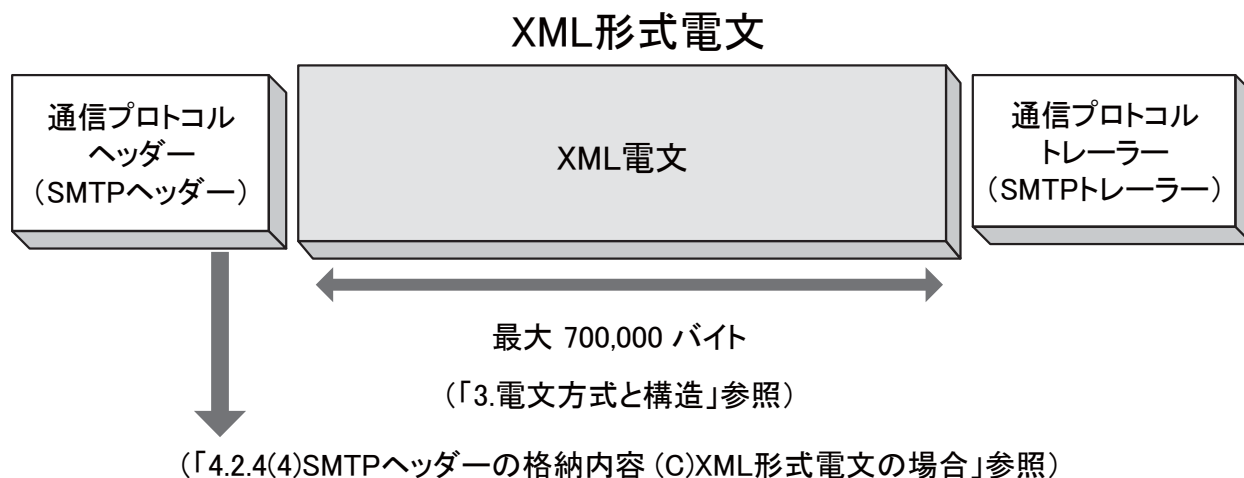 XML形式電文
通信プロトコル
ヘッダー
（SMTPヘッダー）
XML電文
通信プロトコル
トレーラー
（SMTPトレーラー）
最大 700,000 バイト
（「3.電文方式と構造」参照）
（「4.2.4(4)SMTPヘッダーの格納内容 (C)XML形式電文の場合」参照）